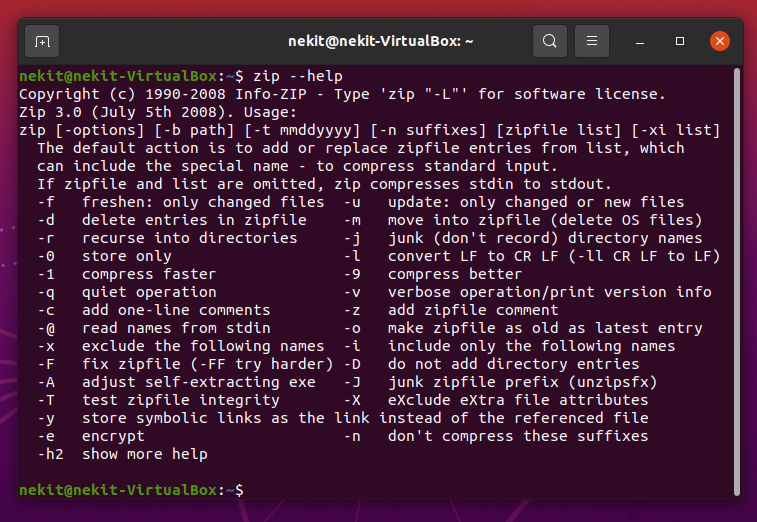 nekit@nekit-VirtualBox: ~
nekit@nekit-VirtualBox:~$ zip --help
Copyright (c) 1990-2008 Info-ZIP - Type 'zip "-L"' for software license.
Zip 3.0 (July 5th 2008). Usage:
zip [-options] [-b path] [-t mmddyyyy] [-n suffixes] [zipfile list] [-xi list]
  The default action is to add or replace zipfile entries from list, which
  can include the special name - to compress standard input.
  If zipfile and list are omitted, zip compresses stdin to stdout.
  -f   freshen: only changed files  -u   update: only changed or new files
  -d   delete entries in zipfile    -m   move into zipfile (delete OS files)
  -r   recurse into directories     -j   junk (don't record) directory names
  -0   store only                   -l   convert LF to CR LF (-ll CR LF to LF)
  -1   compress faster              -9   compress better
  -q   quiet operation              -v   verbose operation/print version info
  -c   add one-line comments        -z   add zipfile comment
  -@   read names from stdin        -o   make zipfile as old as latest entry
  -x   exclude the following names  -i   include only the following names
  -F   fix zipfile (-FF try harder) -D   do not add directory entries
  -A   adjust self-extracting exe   -J   junk zipfile prefix (unzipsfx)
  -T   test zipfile integrity       -X   eXclude eXtra file attributes
  -y   store symbolic links as the link instead of the referenced file
  -e   encrypt                      -n   don't compress these suffixes
  -h2  show more help
nekit@nekit-VirtualBox:~$